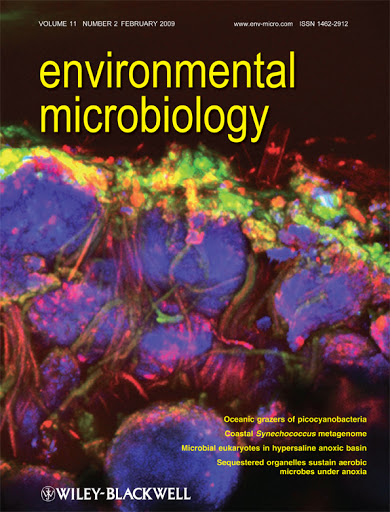 VOLUME 11 NUMBER 2 FEBRUARY 2009 www.env-micro.com ISSN 1462-2912
environmental
microbiology
Oceanic grazers of picocyanobacteria
Coastal Synechococcus metagenome
Microbial eukaryotes in hypersaline anoxic basin
Sequestered organelles sustain aerobic
microbes under anoxia
WILEY-BLACKWELL